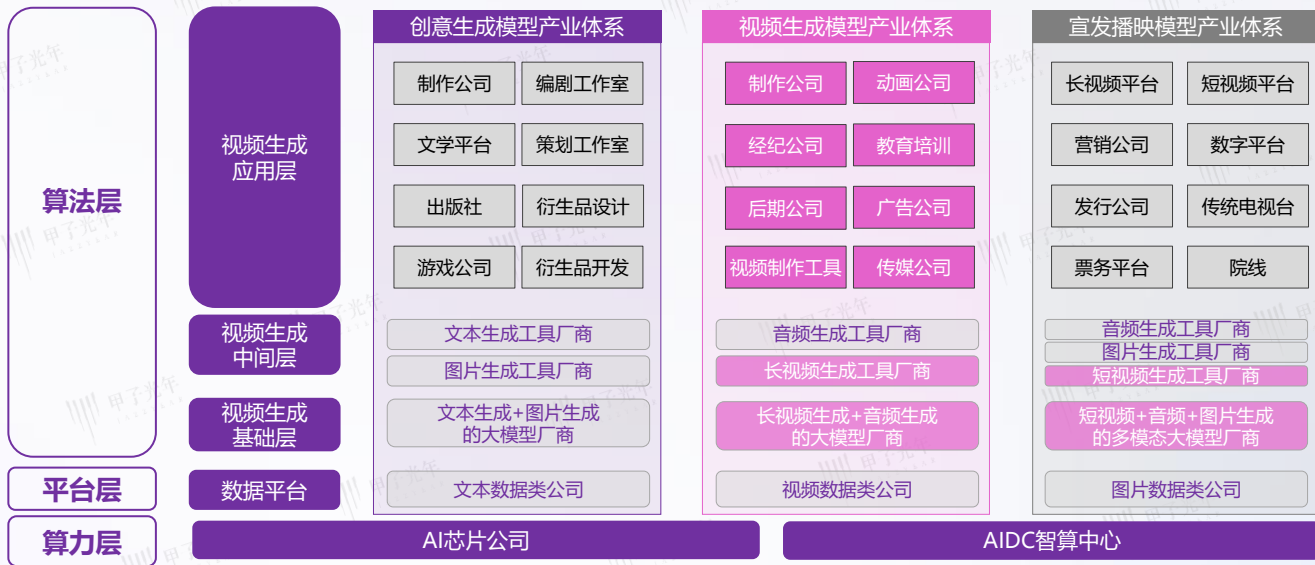 创意生成模型产业体系
视频生成模型产业体系
宣发播映模型产业体系
算法层
视频生成
应用层
制作公司
编剧工作室
文学平台
策划工作室
出版社
衍生品设计
游戏公司
衍生品开发
制作公司
动画公司
经纪公司
教育培训
后期公司
广告公司
视频制作工具
传媒公司
长视频平台
短视频平台
营销公司
数字平台
发行公司
传统电视台
票务平台
院线
视频生成
中间层
文本生成工具厂商
图片生成工具厂商
音频生成工具厂商
长视频生成工具厂商
音频生成工具厂商
图片生成工具厂商
短视频生成工具厂商
视频生成
基础层
文本生成+图片生成
的大模型厂商
长视频生成+音频生成
的大模型厂商
短视频+音频+图片生成
的多模态大模型厂商
平台层
数据平台
文本数据类公司
视频数据类公司
图片数据类公司
算力层
AI芯片公司
AIDC智算中心
甲子光年